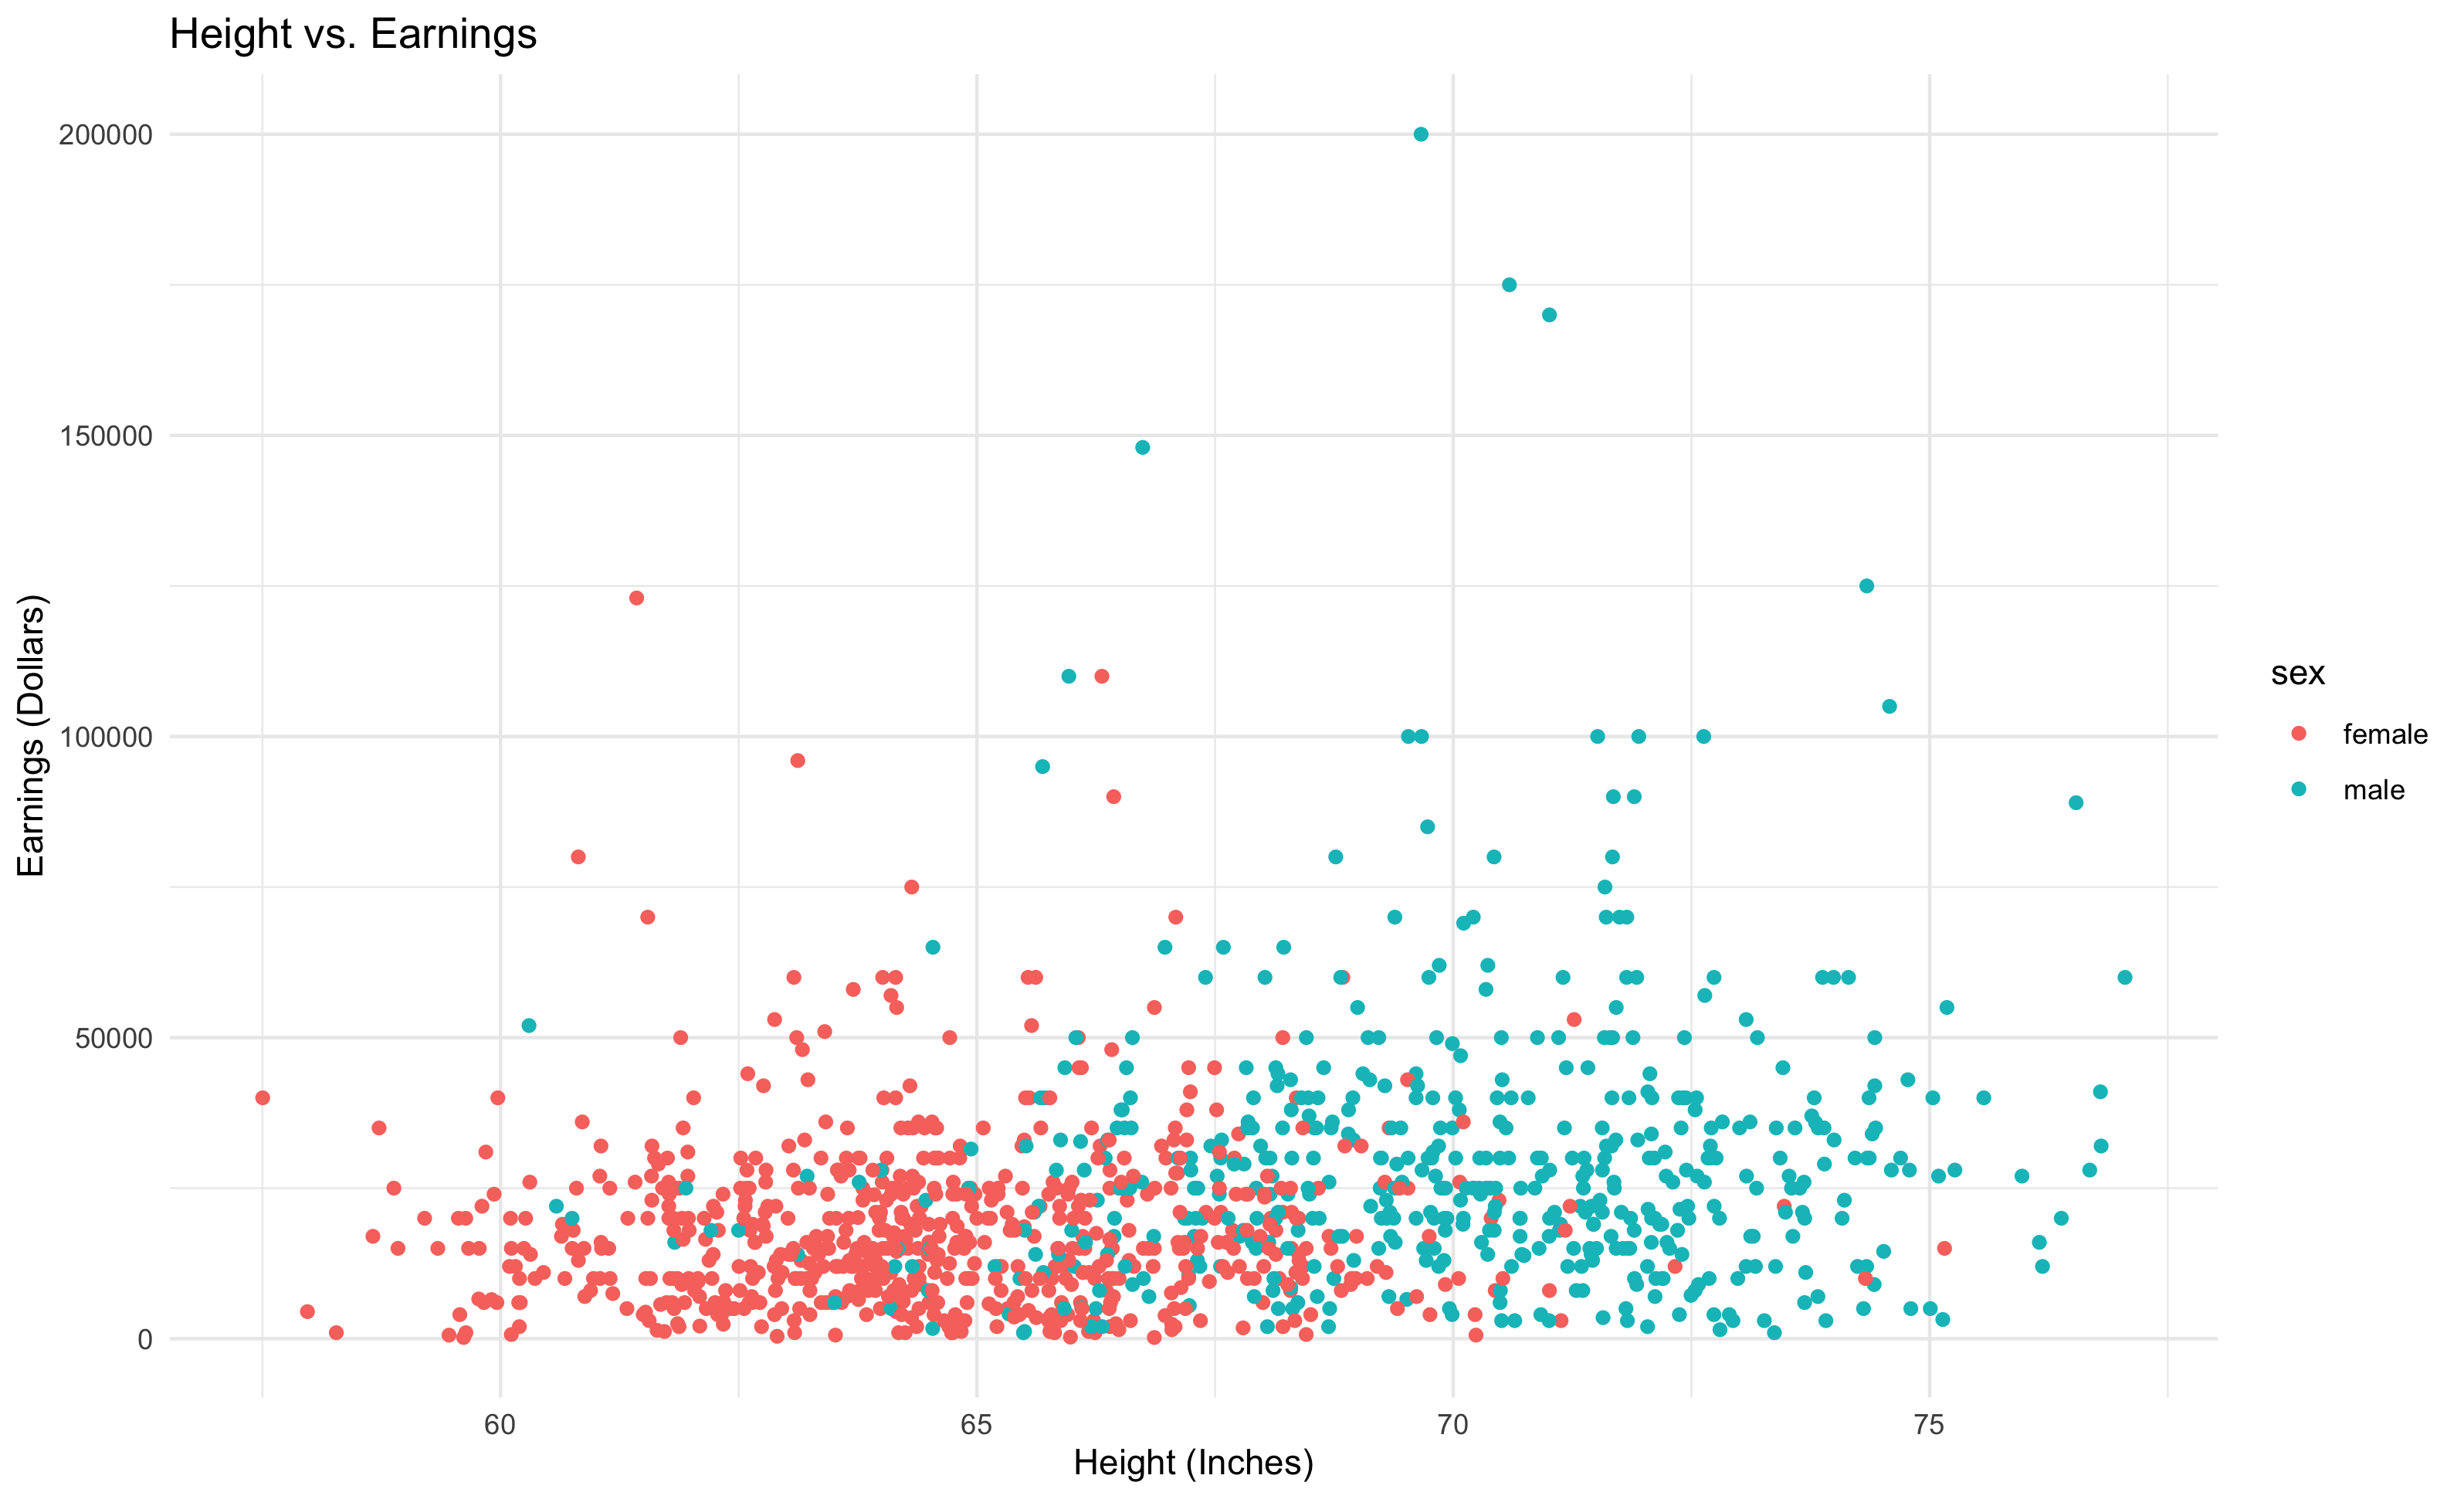 Height vs. Earnings
200000
150000
100000
50000
0
Earnings (Dollars)
60 65 70 75
Height (Inches)
sex
female
male